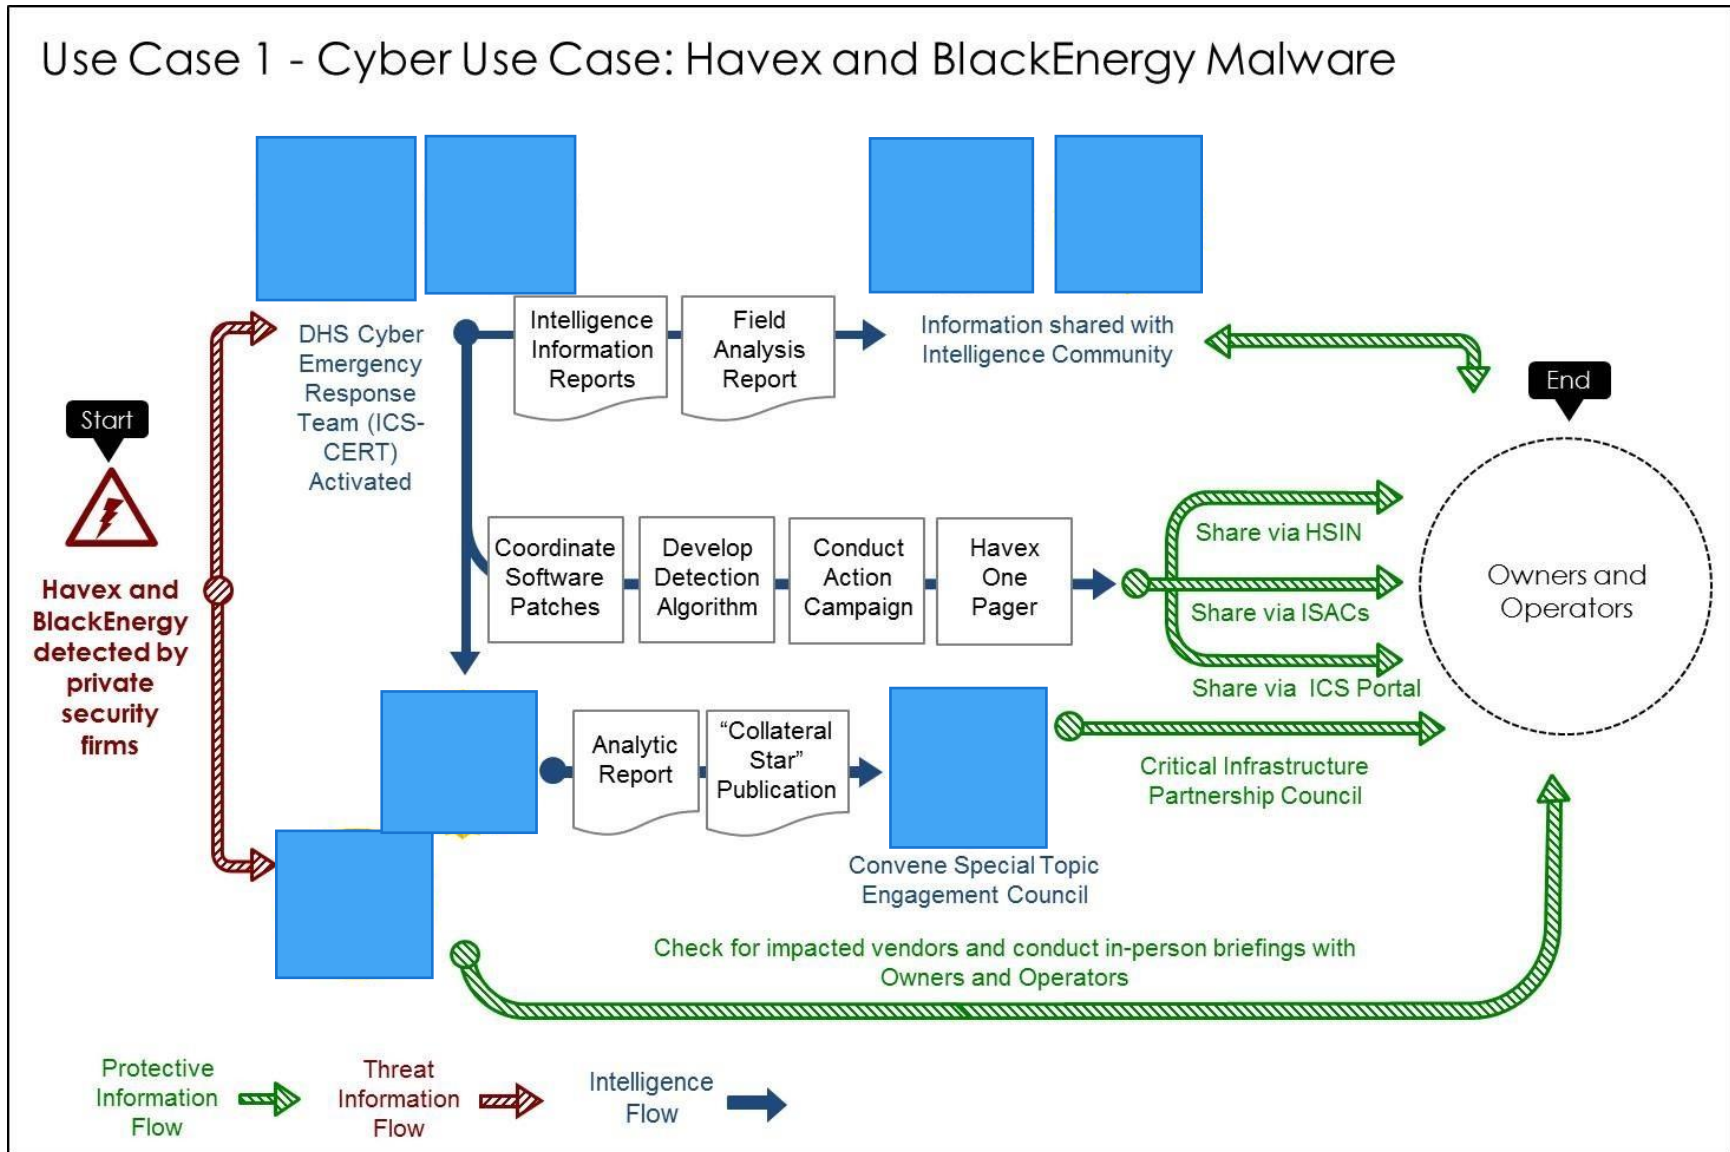 Use Case 1 - Cyber Use Case: Havex and BlackEnergy Malware
Start
Havex and
BlackEnergy
detected by
private
security
firms
DHS Cyber
Emergency
Response
Team (ICS-
CERT)
Activated
Intelligence
Information
Reports
Field
Analysis
Report
Information shared with
Intelligence Community
End
Owners and
Operators
Coordinate
Software
Patches
Develop
Detection
Algorithm
Conduct
Action
Campaign
Havex
One
Pager
Share via HSIN
Share via ISACs
Share via ICS Portal
Analytic
Report
“Collateral
Star”
Publication
Convene Special Topic
Engagement Council
Critical Infrastructure
Partnership Council
Check for impacted vendors and conduct in-person briefings with
Owners and Operators
Protective
Information
Flow
Threat
Information
Flow
Intelligence
Flow